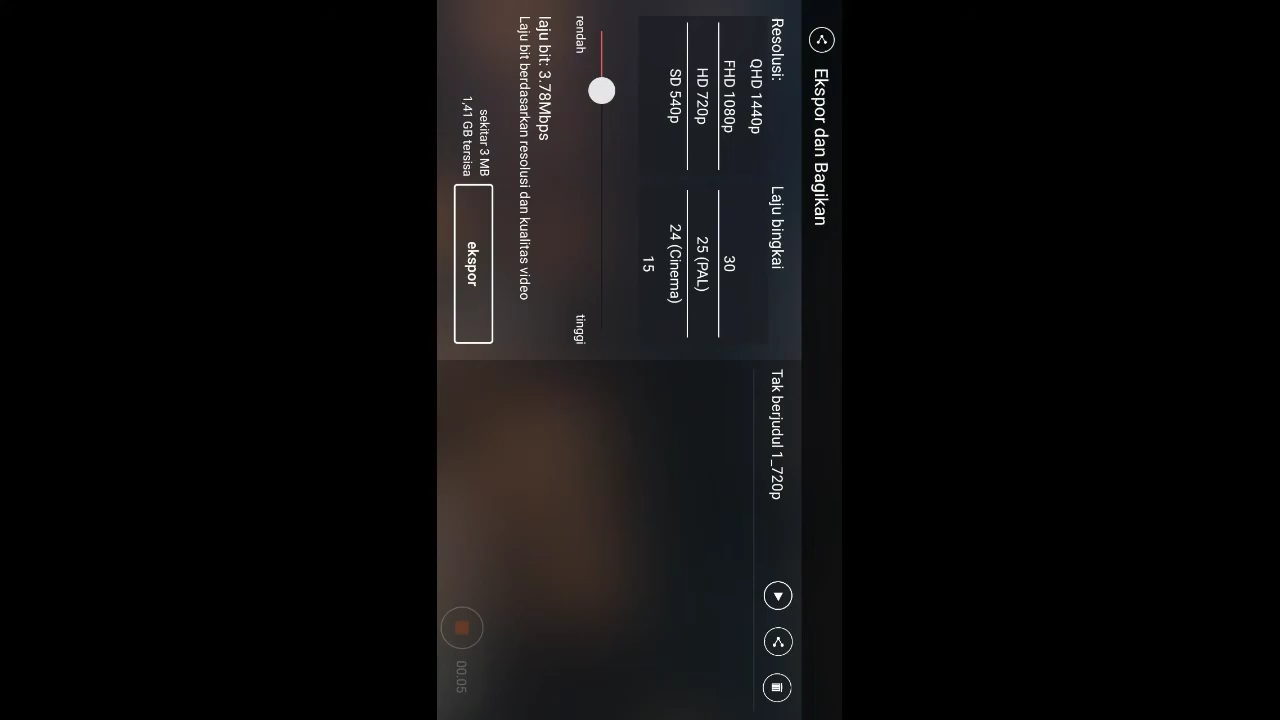 Ekspor dan Bagikan
Resolusi:
QHD 1440p
FHD 1080p
HD 720p
SD 540p
Laju bingkai
30
25 (PAL)
24 (Cinema)
15
rendah
tinggi
laju bit: 3.78Mbps
Laju bit berdasarkan resolusi dan kualitas video
sekitar 3 MB
1,41 GB tersisa
ekspor
Tak berjudul 1_720p
00:05